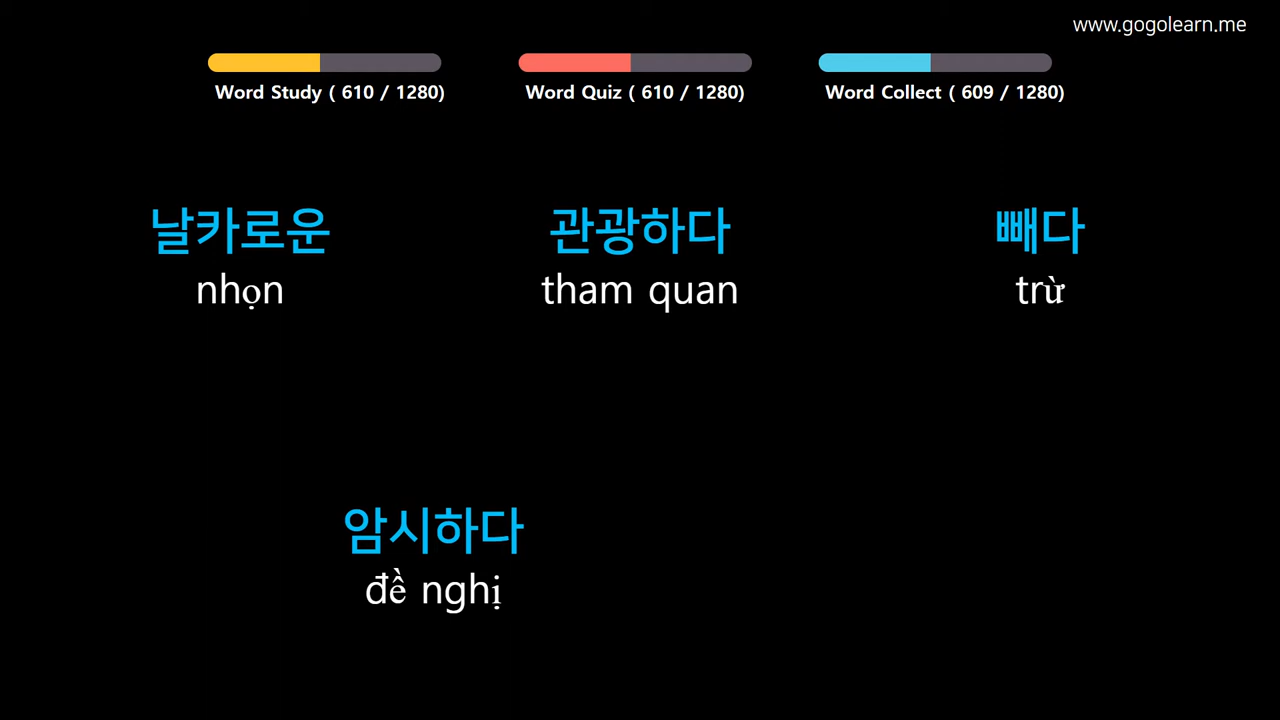 www.gogolearn.me
Word Study ( 610 / 1280)
Word Quiz ( 610 / 1280)
Word Collect ( 609 / 1280)
날카로운
nhọn
관광하다
tham quan
빼다
trừ
암시하다
đề nghị